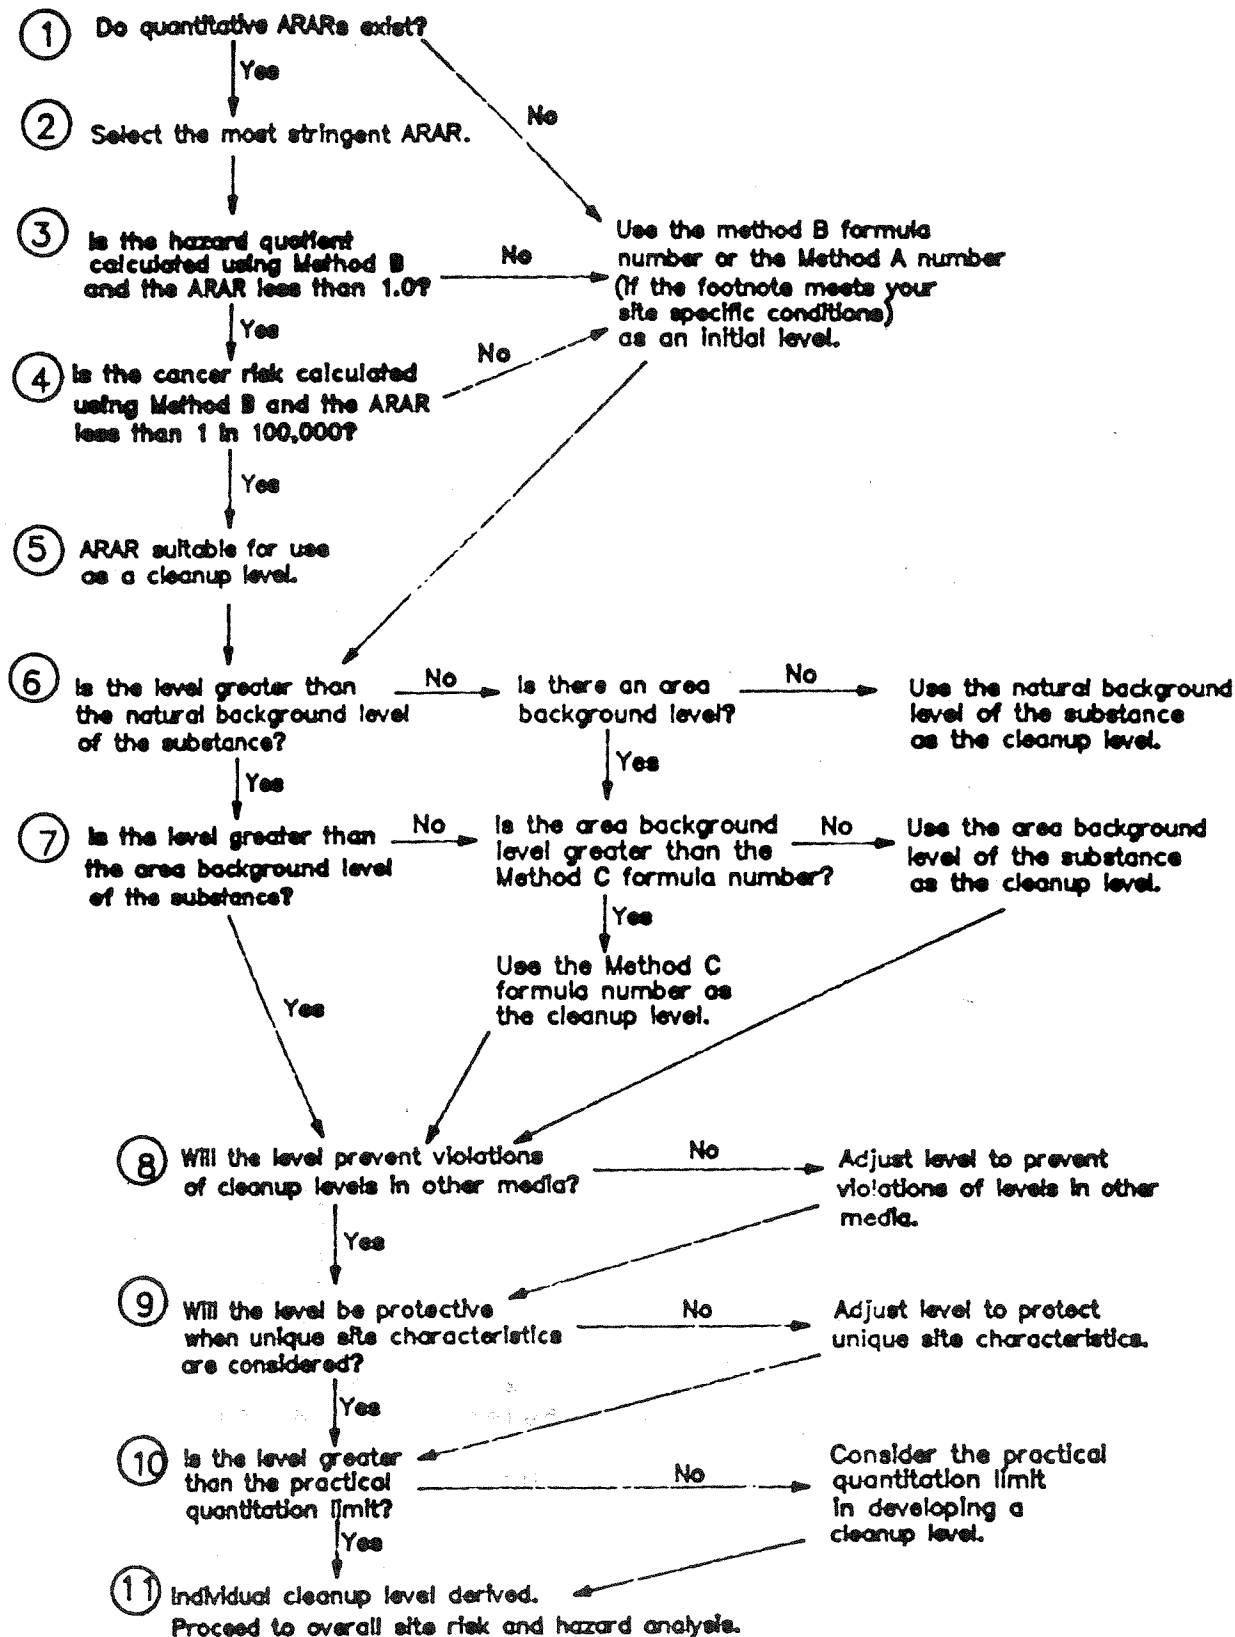 1 Do quantitative ARARs exist?
Yes
No
2 Select the most stringent ARAR.
3 Is the hazard quotient
calculated using Method B
and the ARAR less than 1.0?
No
Use the method B formula
number or the Method A number
(if the footnote meets your
site specific conditions)
as an initial level.
Yes
No
4 Is the cancer risk calculated
using Method B and the ARAR
less than 1 in 100,000?
Yes
5 ARAR suitable for use
as a cleanup level.
6 Is the level greater than
the natural background level
of the substance?
No
Is there an area
background level?
No
Use the natural background
level of the substance
as the cleanup level.
Yes
Yes
7 Is the level greater than
the area background level
of the substance?
No
Is the area background
level greater than the
Method C formula number?
No
Use the area background
level of the substance
as the cleanup level.
Yes
Yes
Use the Method C
formula number as
the cleanup level.
8 Will the level prevent violations
of cleanup levels in other media?
No
Adjust level to prevent
violations of levels in other
media.
Yes
9 Will the level be protective
when unique site characteristics
are considered?
No
Adjust level to protect
unique site characteristics.
Yes
10 Is the level greater
than the practical
quantitation limit?
No
Consider the practical
quantitation limit
in developing a
cleanup level.
Yes
11 Individual cleanup level derived.
Proceed to overall site risk and hazard analysis.